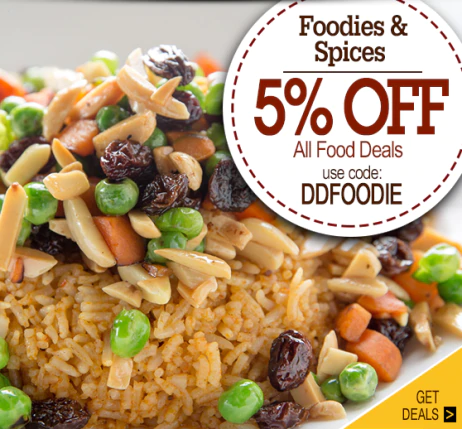 Foodies &
Spices
5% OFF
All Food Deals
use code:
DDFOODIE
GET
DEALS >